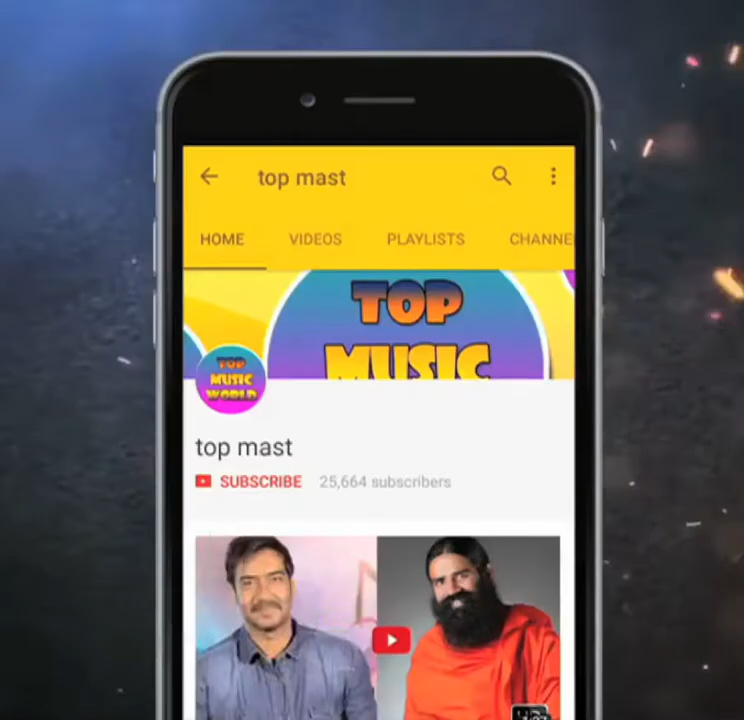 top mast
HOME VIDEOS PLAYLISTS CHANNE
TOP
MUSIC
TOP
MUSIC
WORLD
top mast
SUBSCRIBE 25,664 subscribers